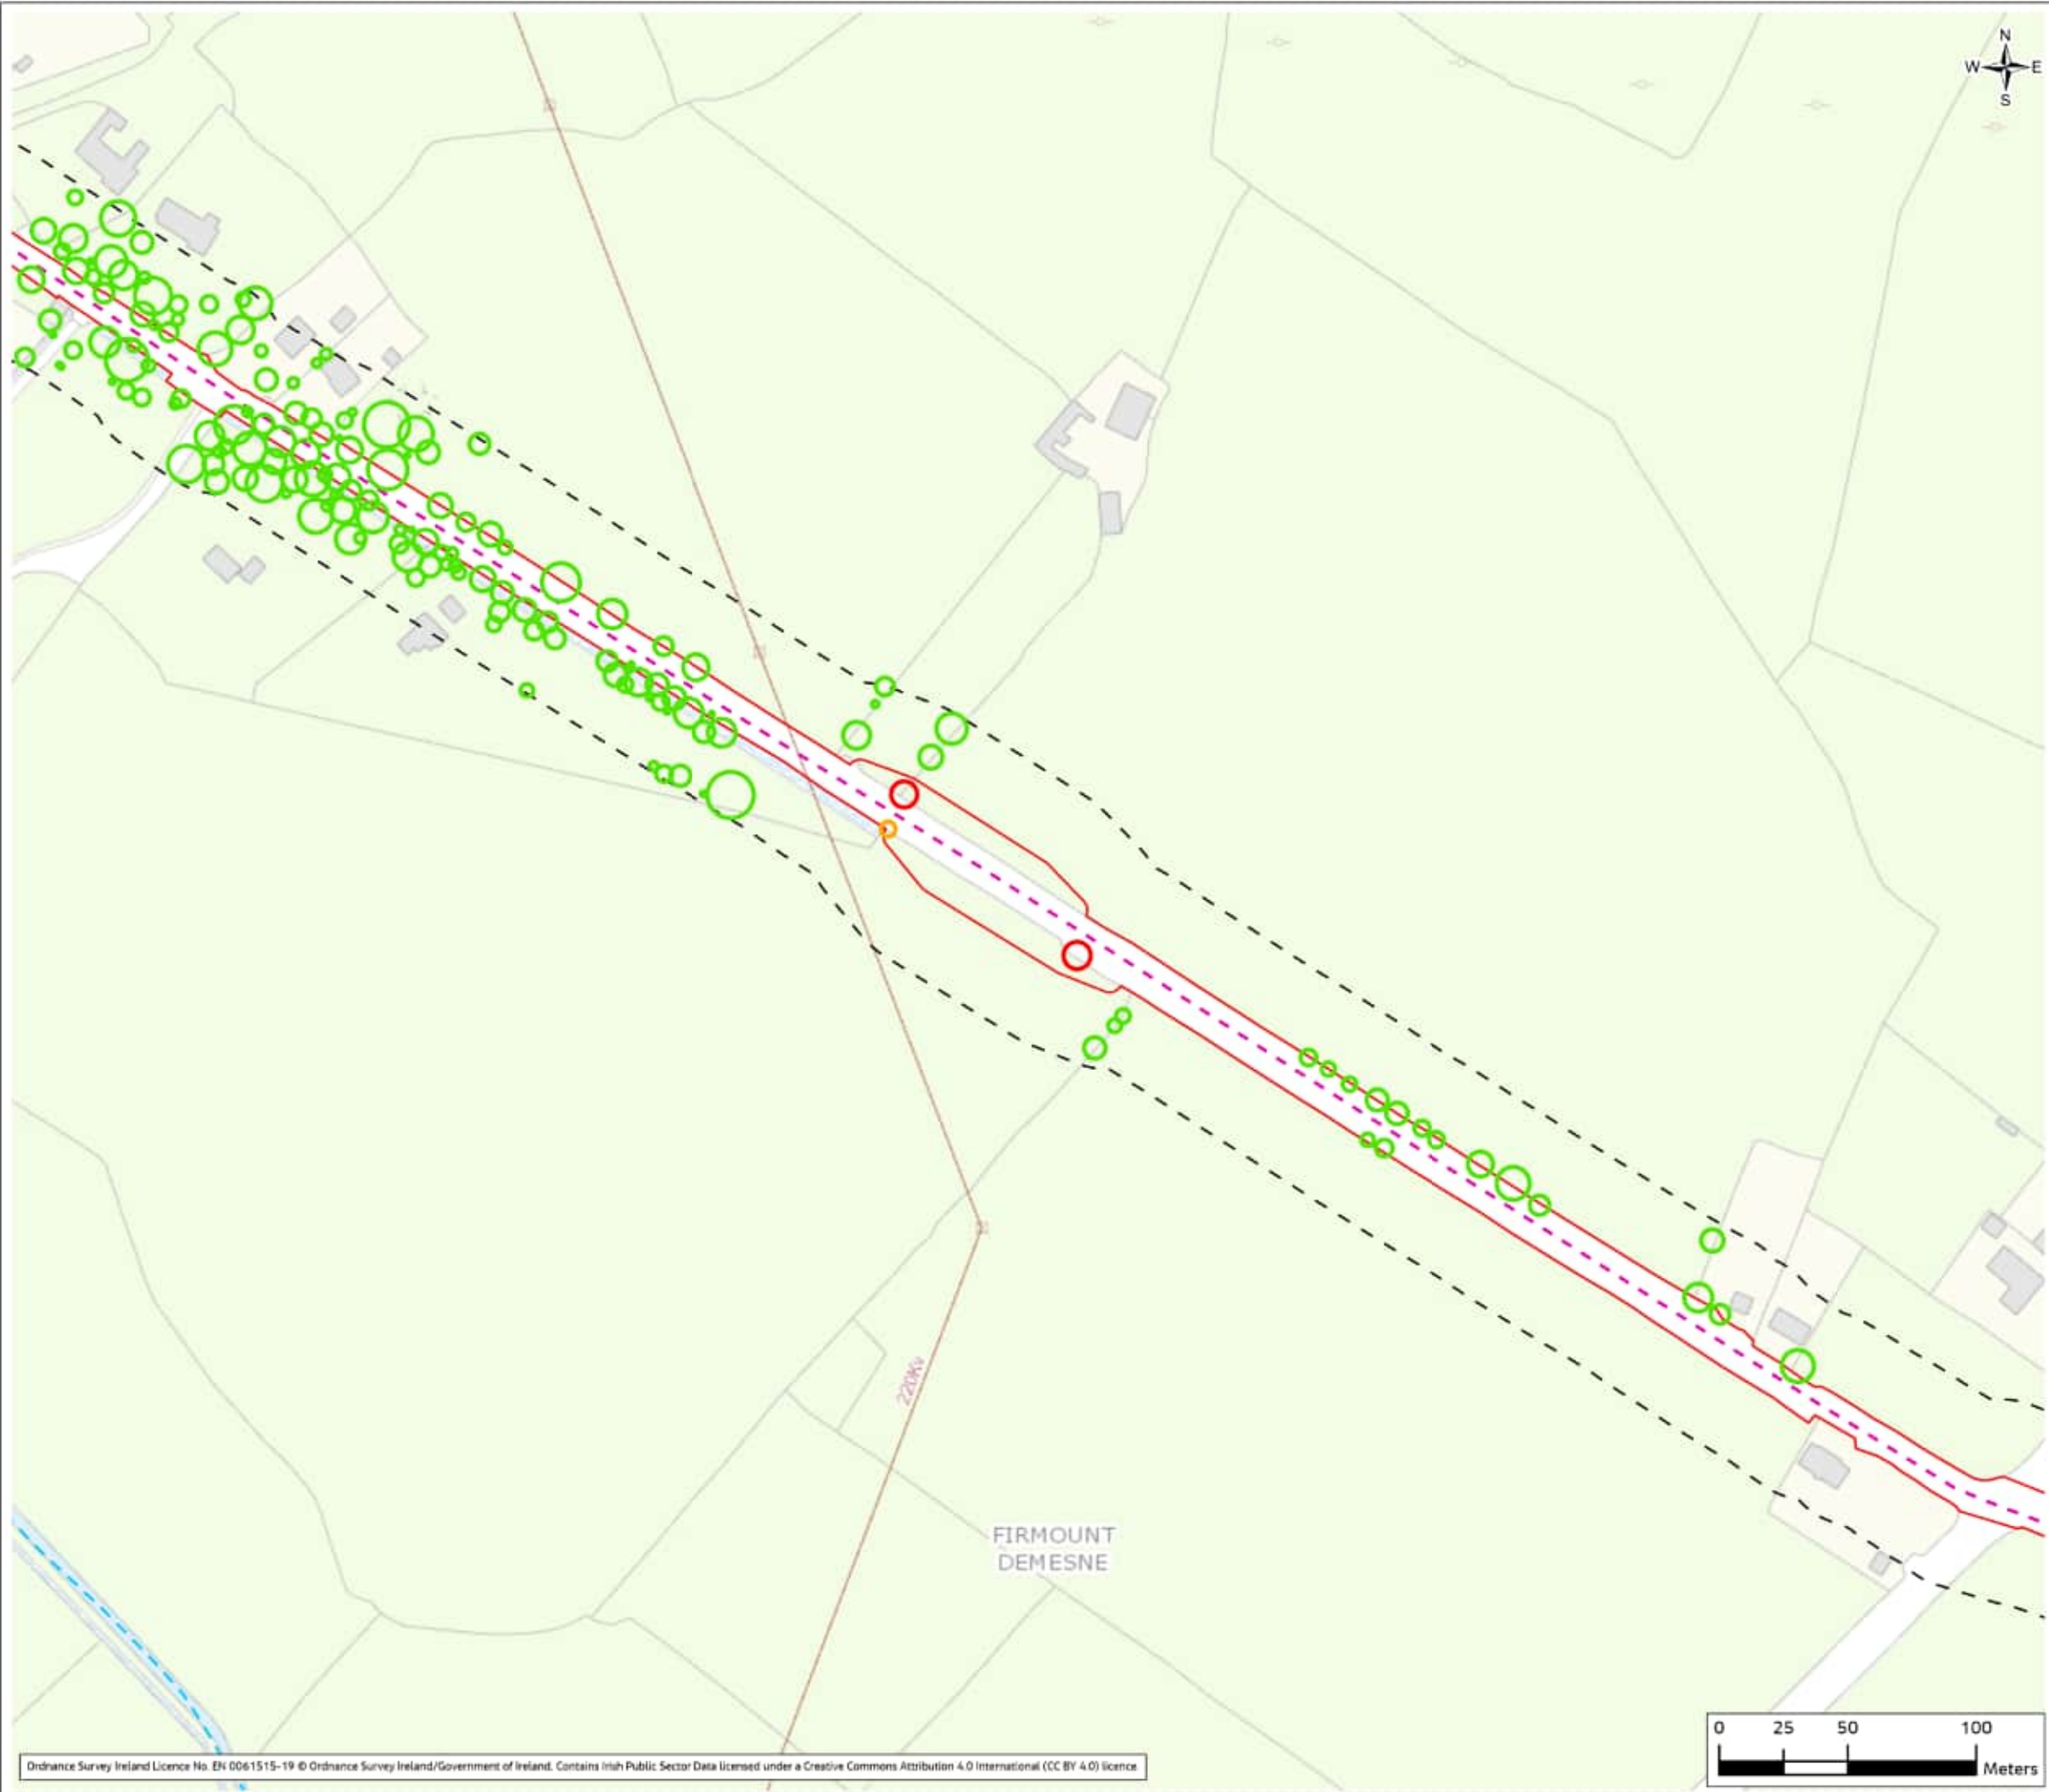 N
W E
S
220Kv
FIRMOUNT
DEMESNE
0 25 50 100
Meters
Ordnance Survey Ireland Licence No. EN 0061515-19 © Ordnance Survey Ireland/Government of Ireland. Contains Irish Public Sector Data licensed under a Creative Commons Attribution 4.0 International (CC BY 4.0) licence